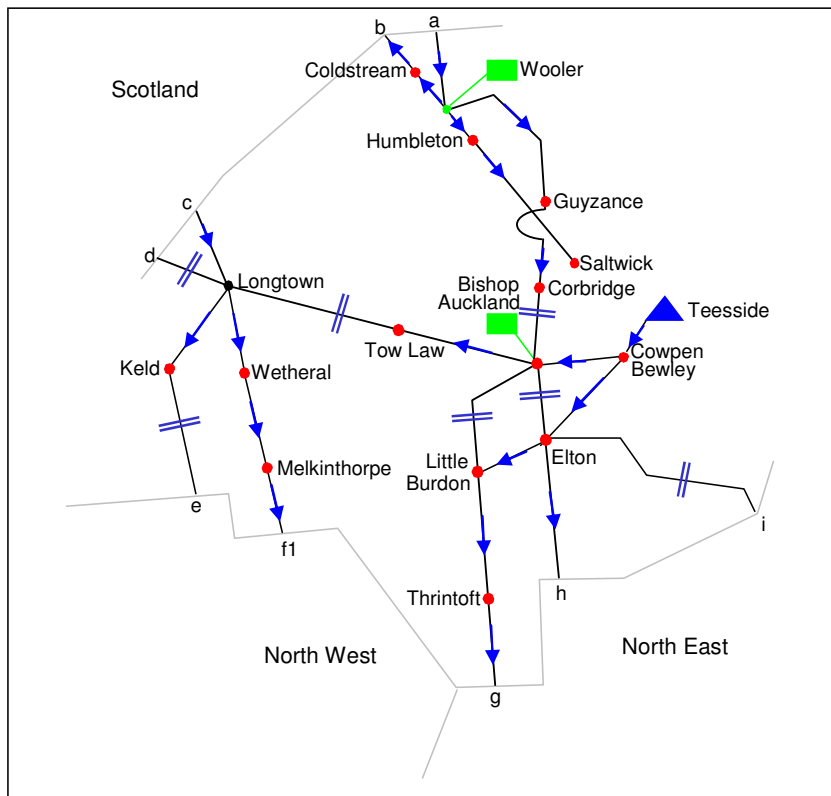 b
a
Coldstream
Wooler
Scotland
Humbleton
Guyzance
c
d
Saltwick
Longtown
Bishop
Auckland
Corbridge
Teesside
Tow Law
Cowpen
Bewley
Keld
Wetheral
Little
Burdon
Elton
Melkinthorpe
e
i
f1
h
Thrintoft
North West
North East
g